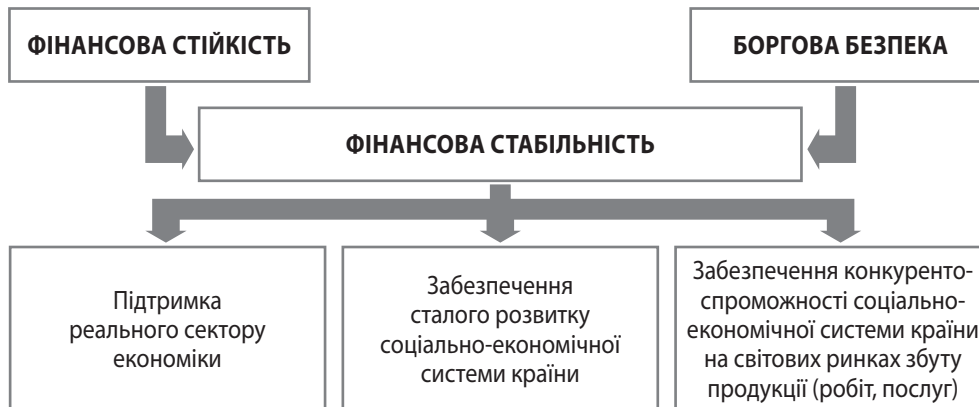 ФІНАНСОВА СТІЙКІСТЬ
БОРГОВА БЕЗПЕКА
ФІНАНСОВА СТАБІЛЬНІСТЬ
Підтримка
реального сектору
економіки
Забезпечення
сталого розвитку
соціально-економічної
системи країни
Забезпечення конкуренто-
спроможності соціально-
економічної системи країни
на світових ринках збуту
продукції (робіт, послуг)